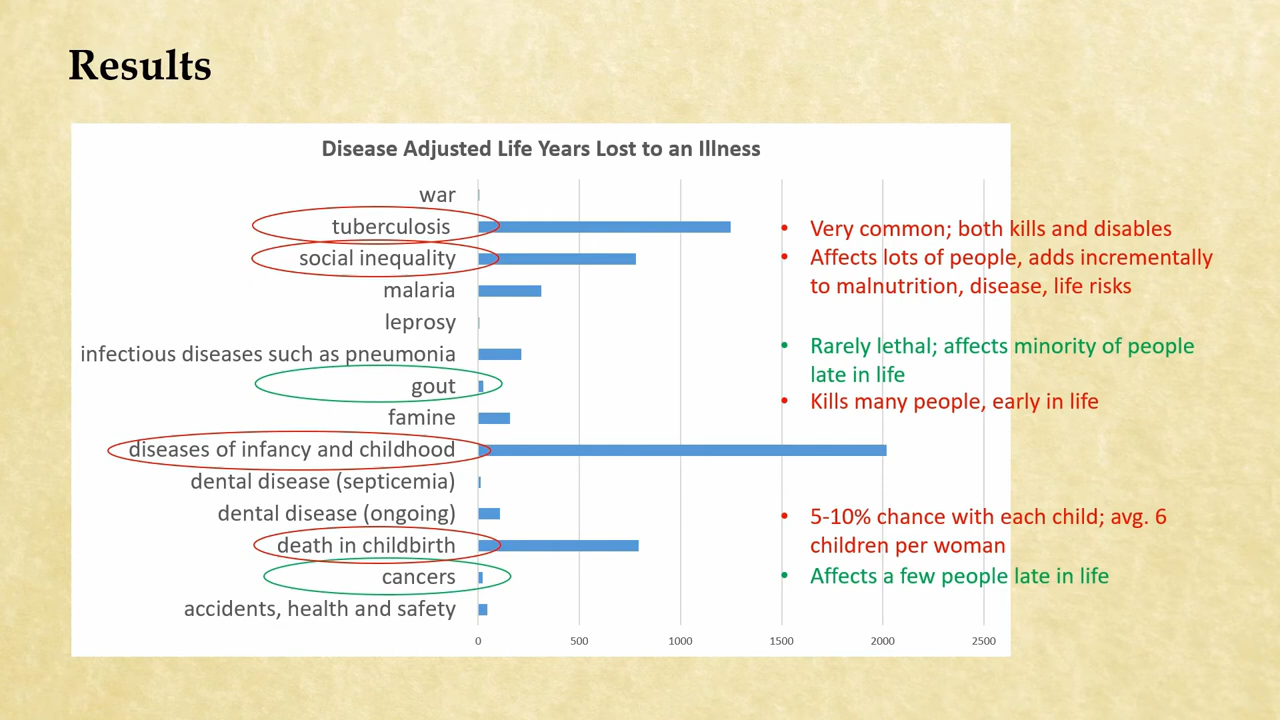 Results
Disease Adjusted Life Years Lost to an Illness
war
tuberculosis
social inequality
malaria
leprosy
infectious diseases such as pneumonia
gout
famine
diseases of infancy and childhood
dental disease (septicemia)
dental disease (ongoing)
death in childbirth
cancers
accidents, health and safety
0 500 1000 1500 2000 2500
• Very common; both kills and disables
• Affects lots of people, adds incrementally
to malnutrition, disease, life risks
• Rarely lethal; affects minority of people
late in life
• Kills many people, early in life
• 5-10% chance with each child; avg. 6
children per woman
• Affects a few people late in life